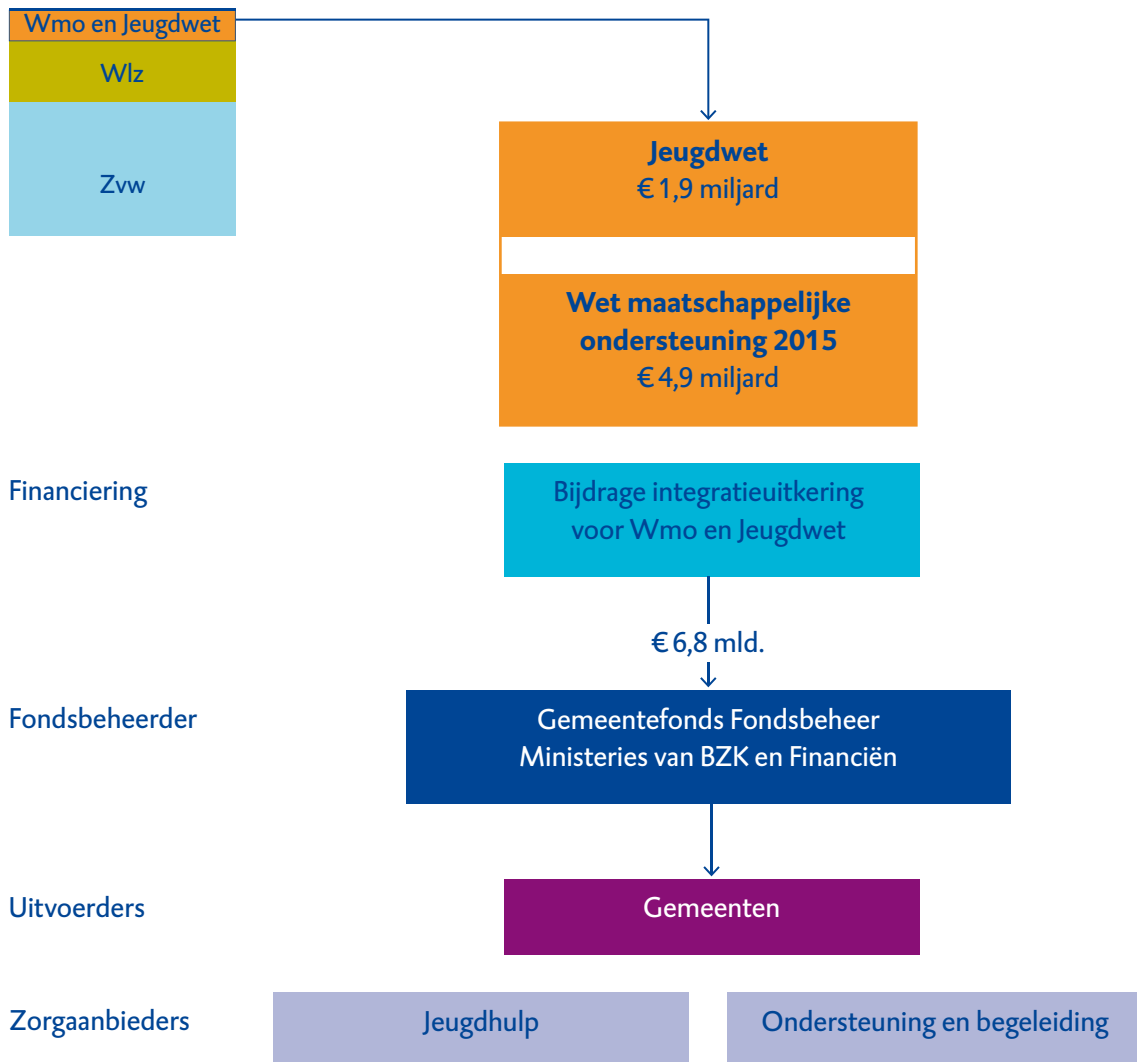 Wmo en Jeugdwet
Wlz
Zvw
Jeugdwet
€ 1,9 miljard
Wet maatschappelijke
ondersteuning 2015
€ 4,9 miljard
Financiering
Bijdrage integratieuitkering
voor Wmo en Jeugdwet
€ 6,8 mld.
Fondsbeheerder
Gemeentefonds Fondsbeheer
Ministeries van BZK en Financiën
Uitvoerders
Gemeenten
Zorgaanbieders
Jeugdhulp
Ondersteuning en begeleiding